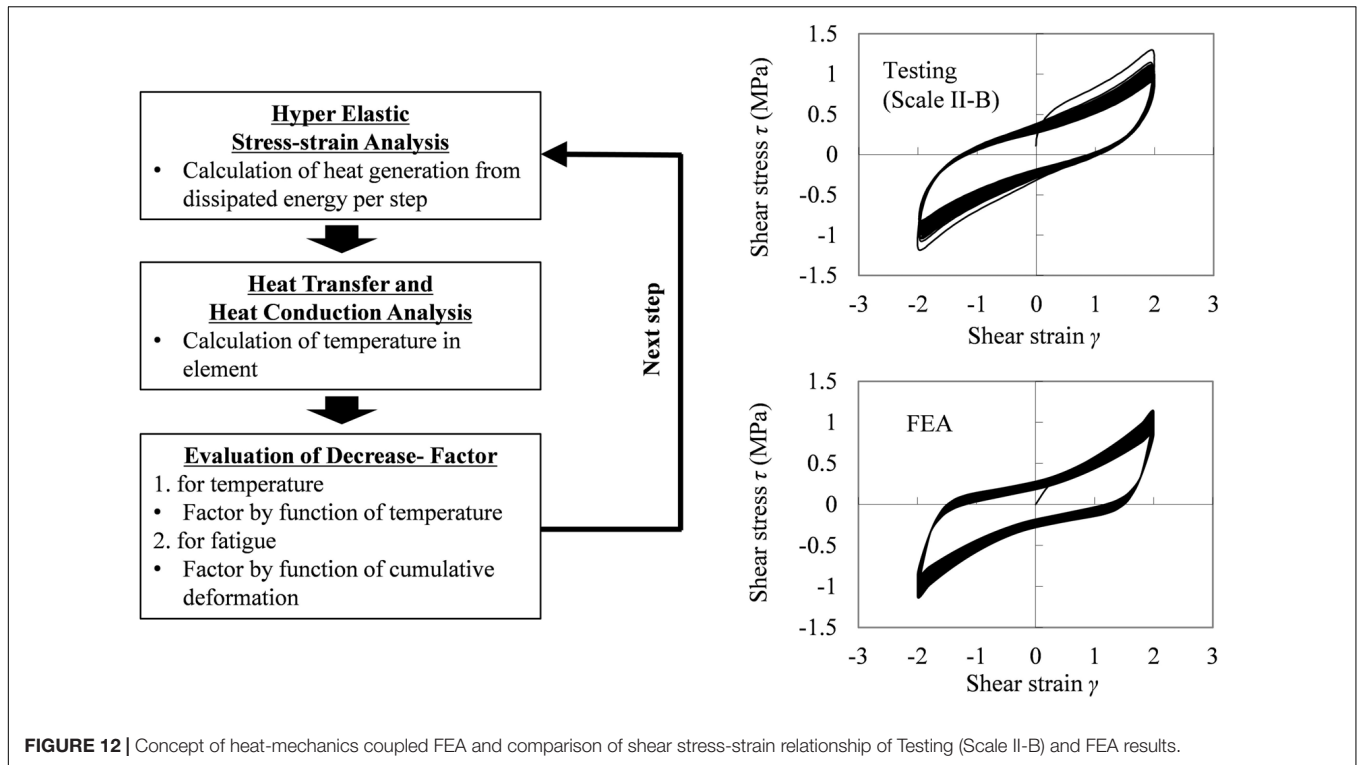 Hyper Elastic
Stress-strain Analysis
• Calculation of heat generation from
dissipated energy per step
Heat Transfer and
Heat Conduction Analysis
• Calculation of temperature in
element
Evaluation of Decrease- Factor
1. for temperature
• Factor by function of temperature
2. for fatigue
• Factor by function of cumulative
deformation
Next step
Shear stress τ (MPa)
1.5
1
0.5
0
-0.5
-1
-1.5
Testing
(Scale II-B)
-3 -2 -1 0 1 2 3
Shear strain γ
Shear stress τ (MPa)
1.5
1
0.5
0
-0.5
-1
-1.5
FEA
-3 -2 -1 0 1 2 3
Shear strain γ
FIGURE 12 | Concept of heat-mechanics coupled FEA and comparison of shear stress-strain relationship of Testing (Scale II-B) and FEA results.